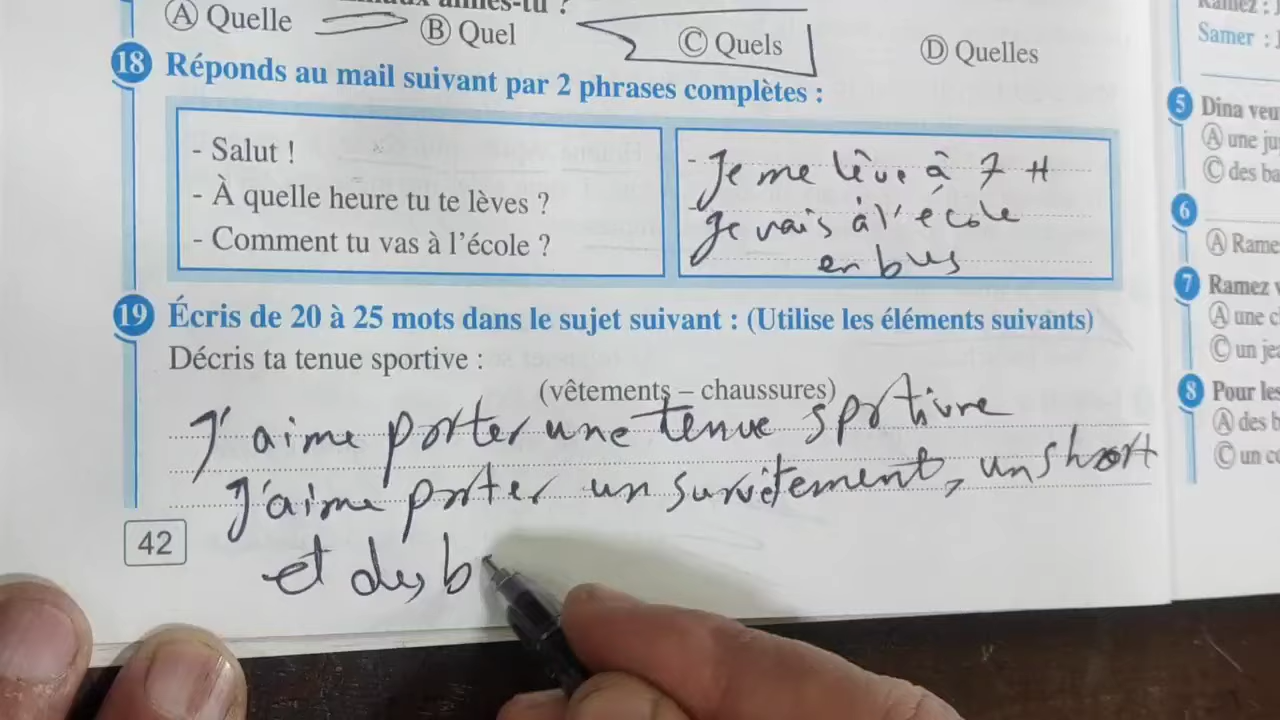 aimes-tu ?
Ⓐ Quelle Ⓑ Quel Ⓒ Quels Ⓓ Quelles
18 Réponds au mail suivant par 2 phrases complètes :
- Salut !
- À quelle heure tu te lèves ?
- Comment tu vas à l'école ?
- Je me lève à 7 H
- Je vais à l'école
en bus
19 Écris de 20 à 25 mots dans le sujet suivant : (Utilise les éléments suivants)
Décris ta tenue sportive :
(vêtements – chaussures)
J'aime porter une tenue sportivre
J'aime porter un survêtement, un short
et des b
42
Samer :
5 Dina veu
Ⓐ une ju
Ⓒ des ba
6
Ⓐ Rame
7 Ramez v
Ⓐ une c
Ⓒ un je
8 Pour les
Ⓐ des b
Ⓒ un co